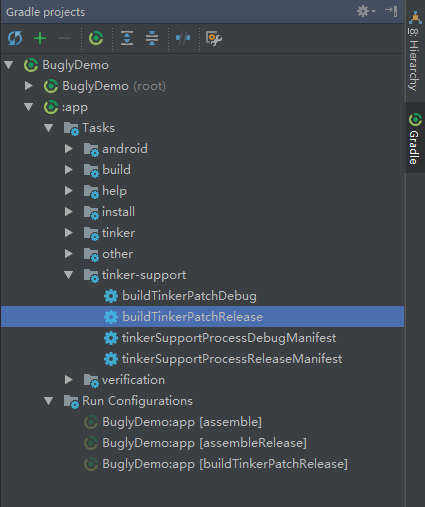 Gradle projects
BuglyDemo
BuglyDemo (root)
:app
Tasks
android
build
help
install
tinker
other
tinker-support
buildTinkerPatchDebug
buildTinkerPatchRelease
tinkerSupportProcessDebugManifest
tinkerSupportProcessReleaseManifest
verification
Run Configurations
BuglyDemo:app [assemble]
BuglyDemo:app [assembleRelease]
BuglyDemo:app [buildTinkerPatchRelease]
8: Hierarchy
Gradle